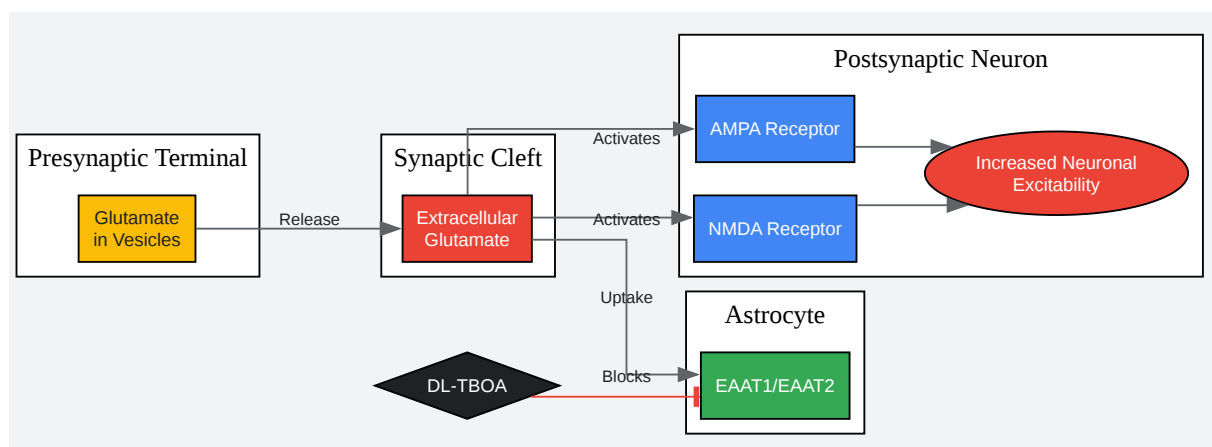 Presynaptic Terminal
Glutamate
in Vesicles
Release
Synaptic Cleft
Extracellular
Glutamate
Activates
Activates
Uptake
Postsynaptic Neuron
AMPA Receptor
NMDA Receptor
Increased Neuronal
Excitability
Astrocyte
EAAT1/EAAT2
DL-TBOA
Blocks